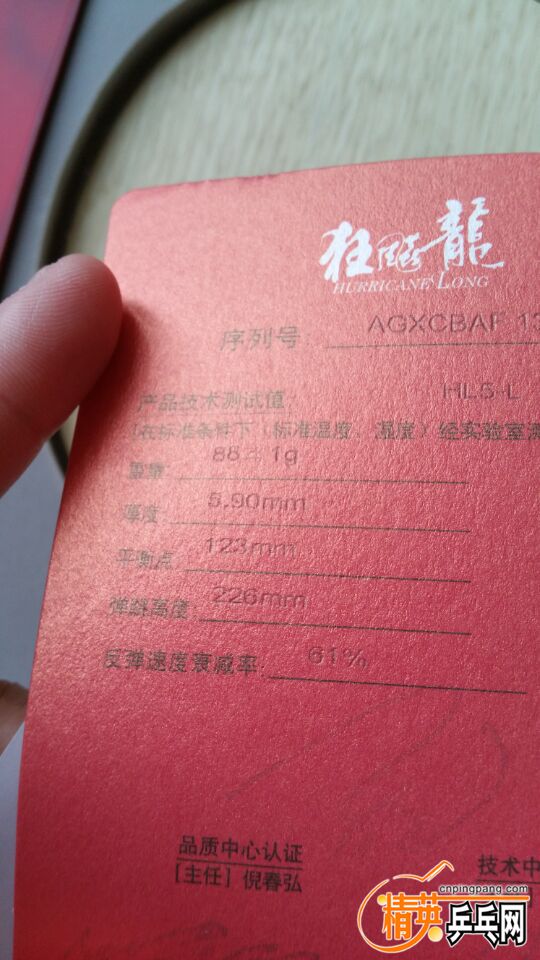 狂飚龍
HURRICANE LONG
序列号: AGXCBAF 13
产品技术测试值 HL5-L
[在标准条件下(标准温度、湿度)经实验室测
重量: 88±1g
厚度 5.90mm
平衡点 123mm
弹跳高度 226mm
反弹速度衰减率: 61%
品质中心认证
[主任] 倪春弘
技术中
cnpingpang.com
精英乒乓网